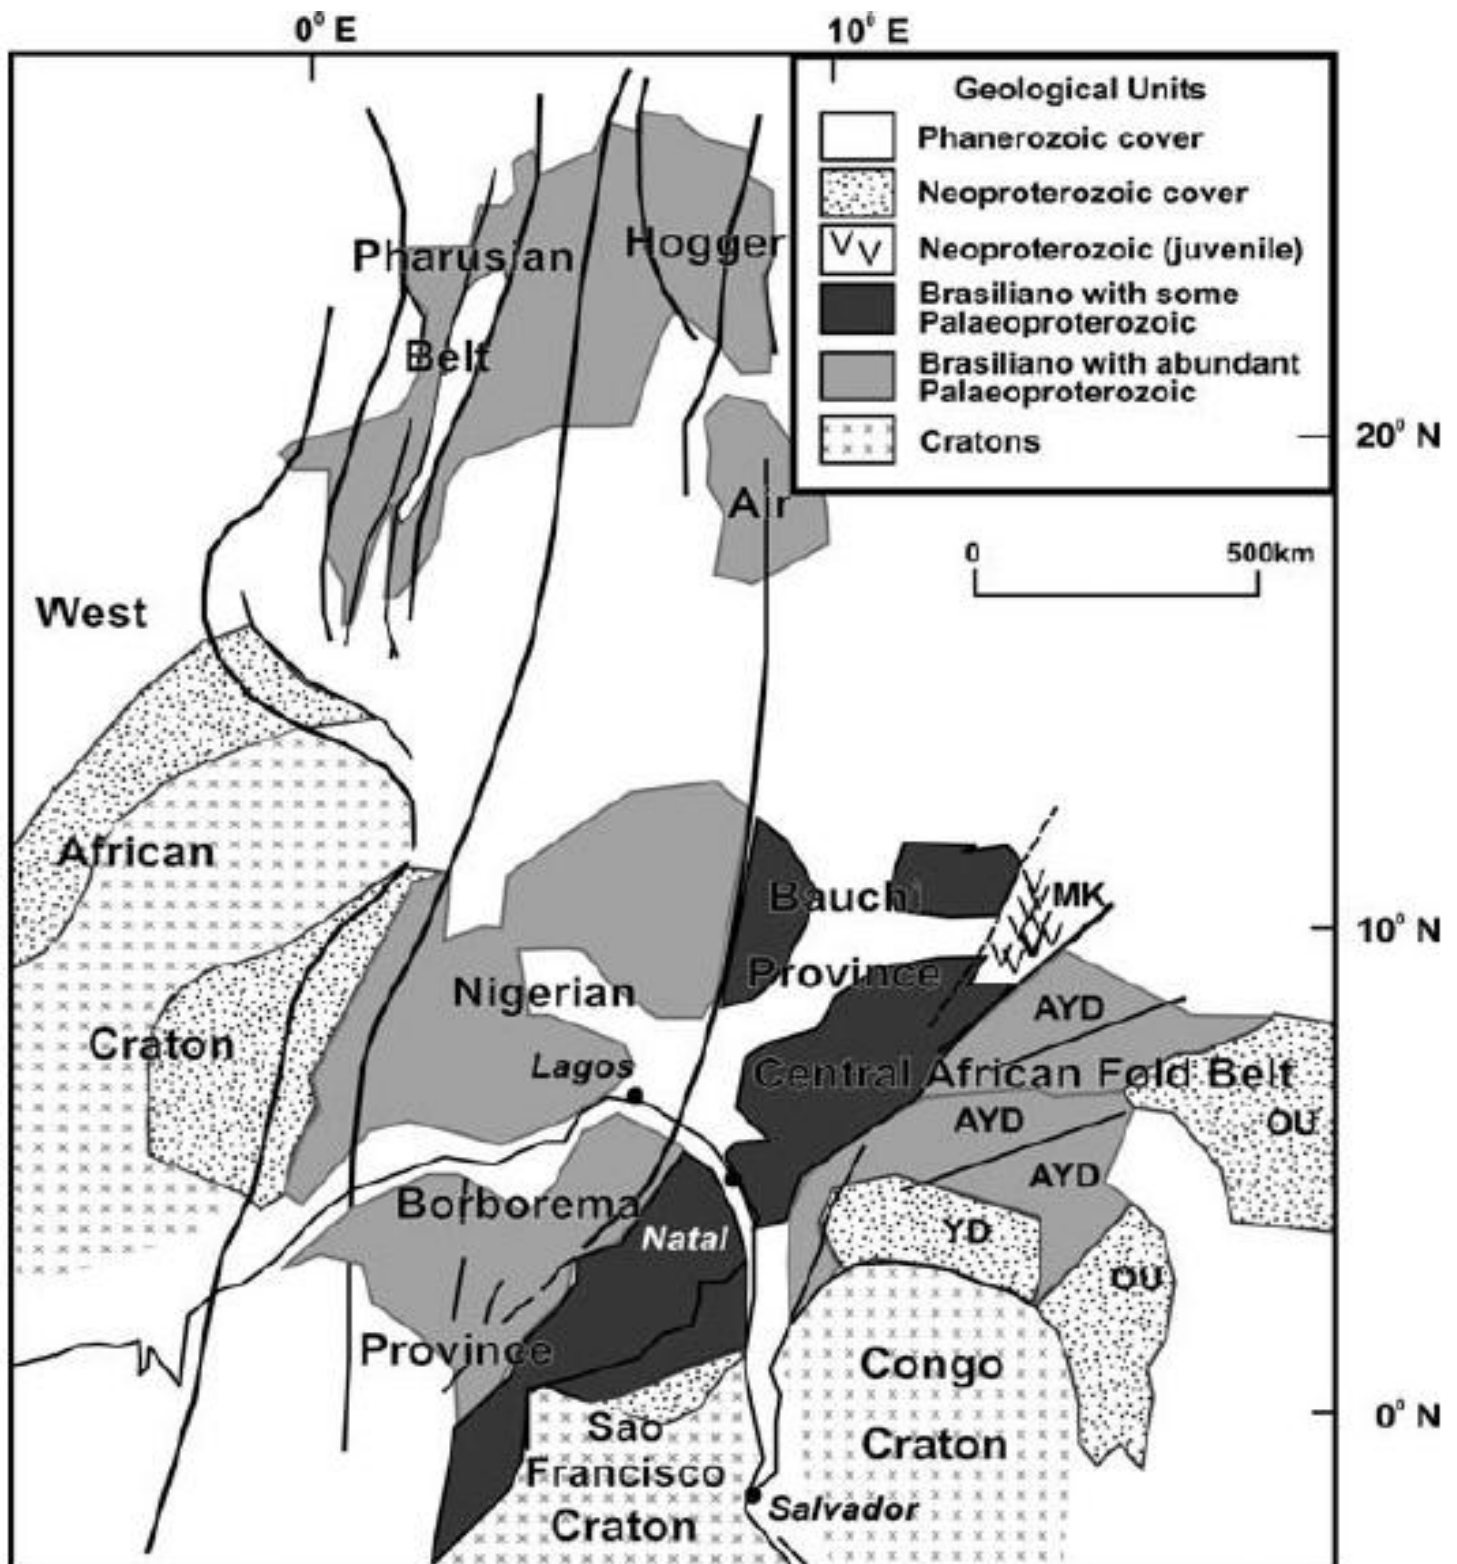 0° E
10° E
Geological Units
Phanerozoic cover
Neoproterozoic cover
V V
Neoproterozoic (juvenile)
Brasiliano with some
Palaeoproterozoic
Brasiliano with abundant
Palaeoproterozoic
Cratons
Pharusian
Hogger
Belt
20° N
Air
0
500km
West
African
Bauchi
MK
10° N
Province
Nigerian
AYD
Craton
Lagos
Central African Fold Belt
AYD
OU
AYD
Borborema
Natal
YD
OU
Province
Congo
0° N
Sao
Craton
Francisco
Salvador
Craton